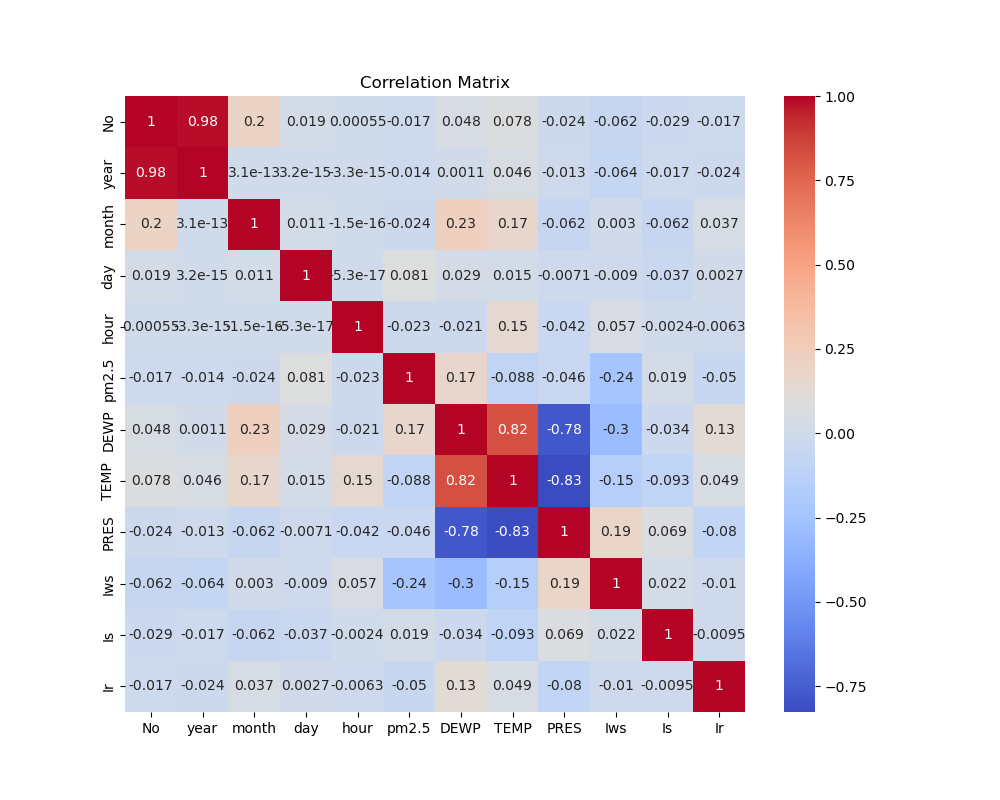 Correlation Matrix
No 1 0.98 0.2 0.019 0.00055 -0.017 0.048 0.078 -0.024 -0.062 -0.029 -0.017
year 0.98 1 3.1e-13 3.2e-15 -3.3e-15 -0.014 0.0011 0.046 -0.013 -0.064 -0.017 -0.024
month 0.2 3.1e-13 1 0.011 -1.5e-16 -0.024 0.23 0.17 -0.062 0.003 -0.062 0.037
day 0.019 3.2e-15 0.011 1 -5.3e-17 0.081 0.029 0.015 -0.0071 -0.009 -0.037 0.0027
hour 0.00055 -3.3e-15 -1.5e-16 -5.3e-17 1 -0.023 -0.021 0.15 -0.042 0.057 -0.0024 -0.0063
pm2.5 -0.017 -0.014 -0.024 0.081 -0.023 1 0.17 -0.088 -0.046 -0.24 0.019 -0.05
DEWP 0.048 0.0011 0.23 0.029 -0.021 0.17 1 0.82 -0.78 -0.3 -0.034 0.13
TEMP 0.078 0.046 0.17 0.015 0.15 -0.088 0.82 1 -0.83 -0.15 -0.093 0.049
PRES -0.024 -0.013 -0.062 -0.0071 -0.042 -0.046 -0.78 -0.83 1 0.19 0.069 -0.08
Iws -0.062 -0.064 0.003 -0.009 0.057 -0.24 -0.3 -0.15 0.19 1 0.022 -0.01
Is -0.029 -0.017 -0.062 -0.037 -0.0024 0.019 -0.034 -0.093 0.069 0.022 1 -0.0095
Ir -0.017 -0.024 0.037 0.0027 -0.0063 -0.05 0.13 0.049 -0.08 -0.01 -0.0095 1
No year month day hour pm2.5 DEWP TEMP PRES Iws Is Ir
1.00
0.75
0.50
0.25
0.00
−0.25
−0.50
−0.75